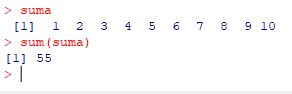 > suma
[1] 1 2 3 4 5 6 7 8 9 10
> sum(suma)
[1] 55
>